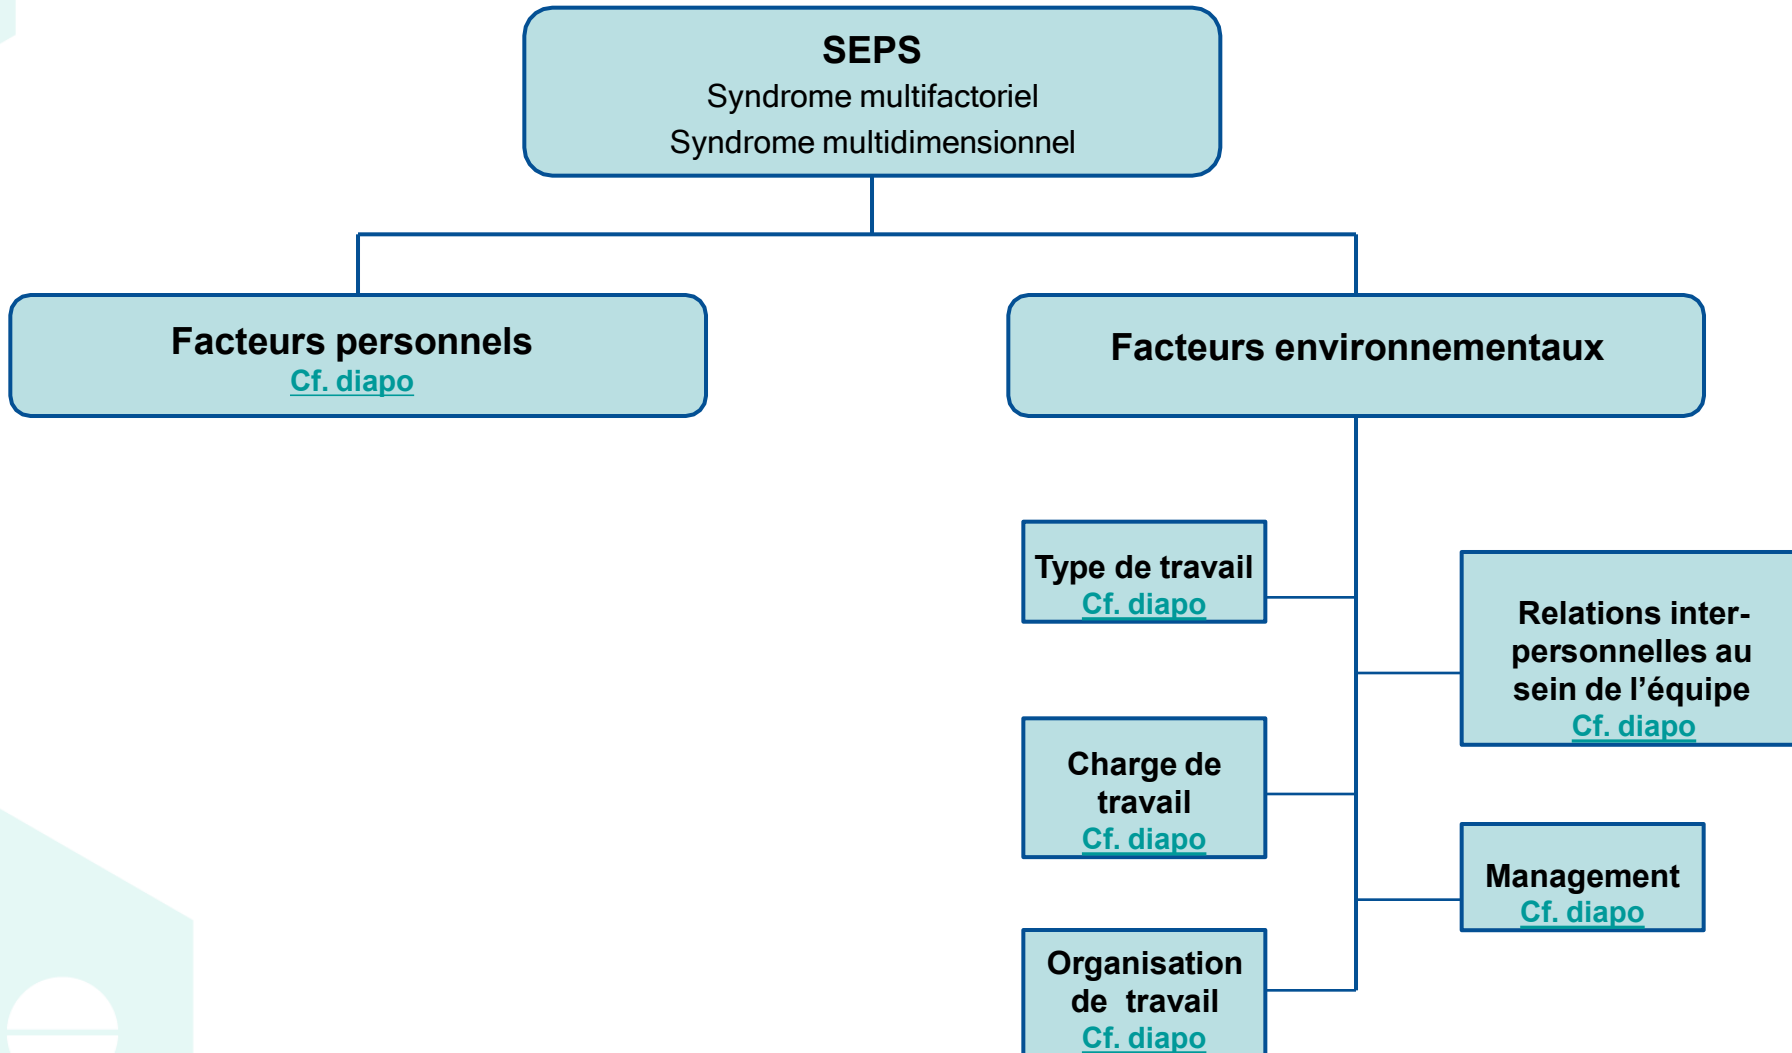 SEPS
Syndrome multifactoriel
Syndrome multidimensionnel
Facteurs personnels
Cf. diapo
Facteurs environnementaux
Type de travail
Cf. diapo
Relations inter-
personnelles au
sein de l’équipe
Cf. diapo
Charge de
travail
Cf. diapo
Management
Cf. diapo
Organisation
de travail
Cf. diapo